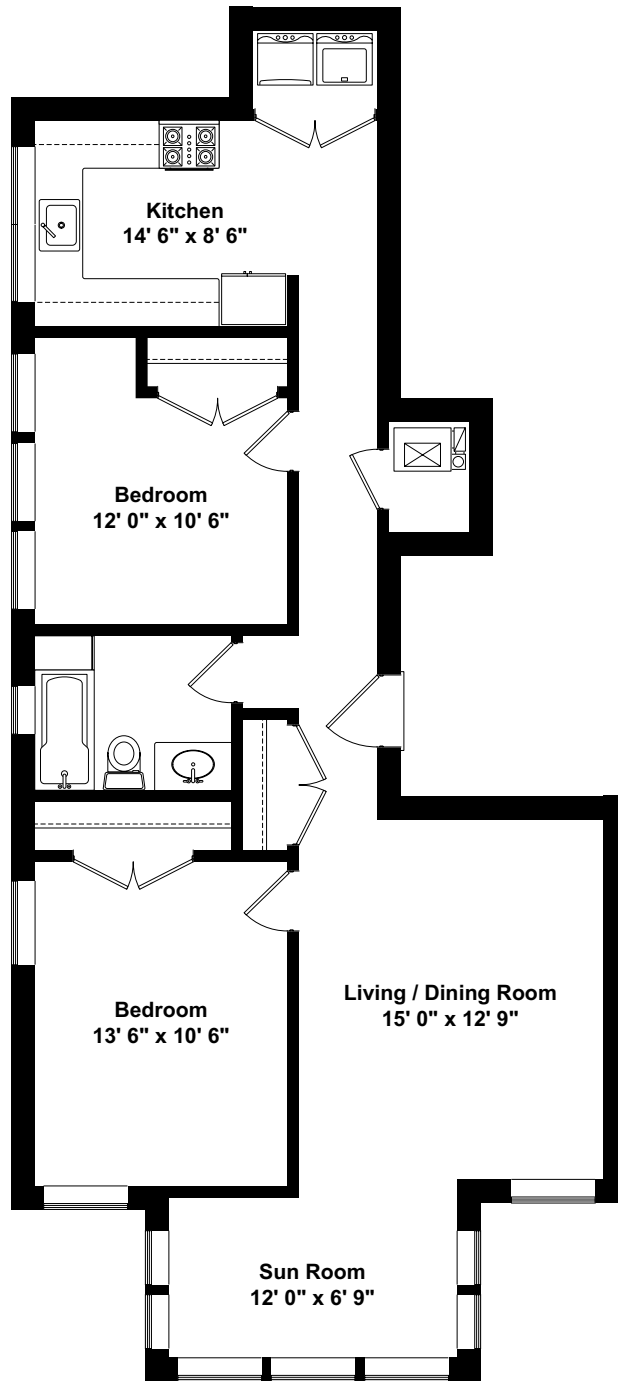 Kitchen
14' 6" x 8' 6"
Bedroom
12' 0" x 10' 6"
Living / Dining Room
15' 0" x 12' 9"
Bedroom
13' 6" x 10' 6"
Sun Room
12' 0" x 6' 9"